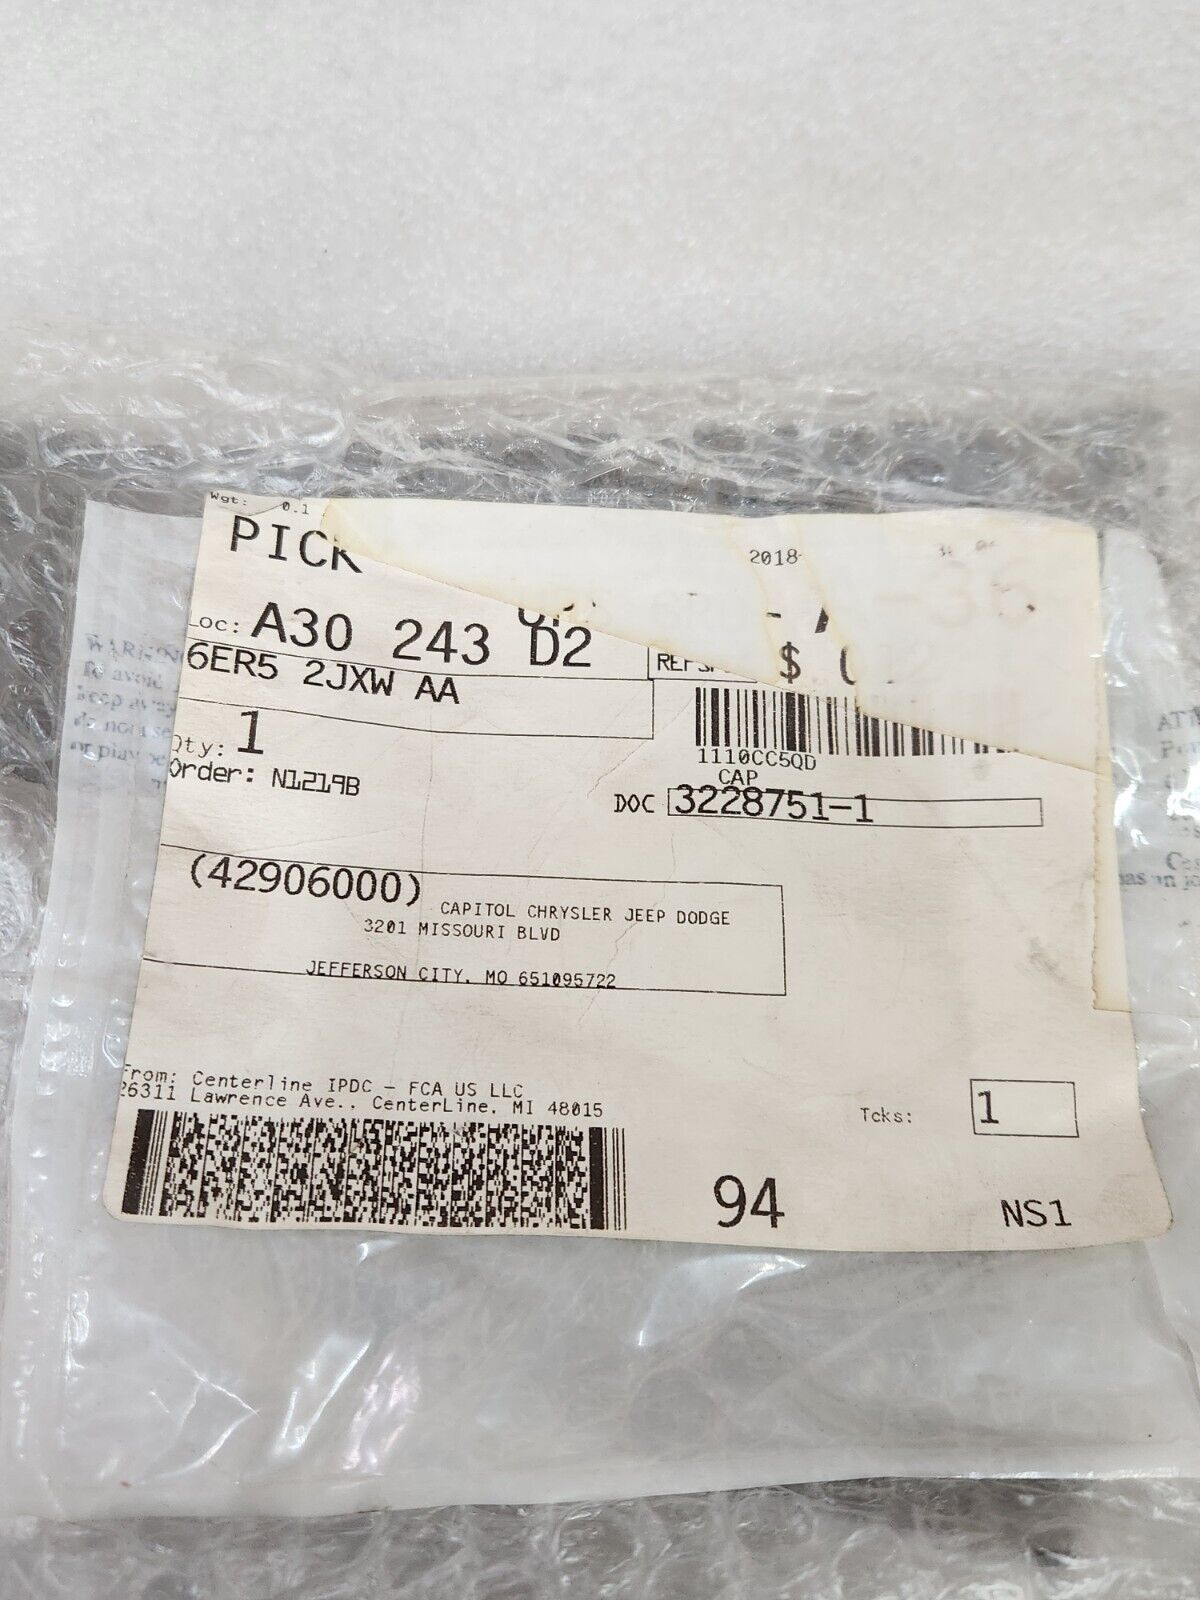 Wgt: 0.1
PICK
2018-
Loc: A30 243 D2
$
6ER5 2JXW AA
Qty: 1
1110CC5QD
CAP
Order: N1219B
DOC 3228751-1
(42906000)
CAPITOL CHRYSLER JEEP DODGE
3201 MISSOURI BLVD
JEFFERSON CITY, MO 651095722
From: Centerline IPDC - FCA US LLC
26311 Lawrence Ave., CenterLine, MI 48015
Tcks: 1
94
NS1